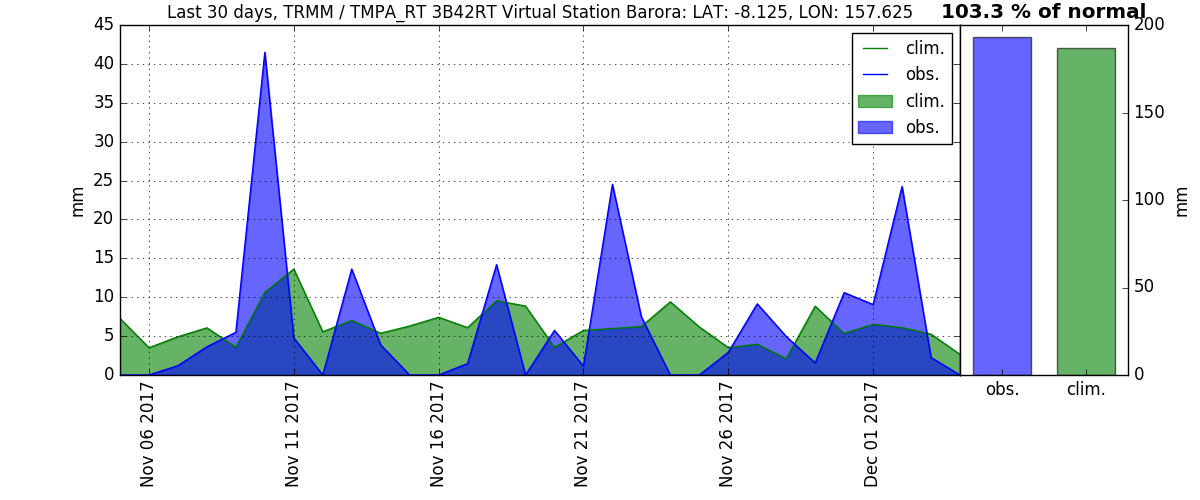 Last 30 days, TRMM / TMPA_RT 3B42RT Virtual Station Barora: LAT: -8.125, LON: 157.625
103.3 % of normal
45
40
35
30
25
20
15
10
5
0
mm
clim.
obs.
clim.
obs.
200
150
100
50
0
mm
obs.
clim.
Nov 06 2017
Nov 11 2017
Nov 16 2017
Nov 21 2017
Nov 26 2017
Dec 01 2017